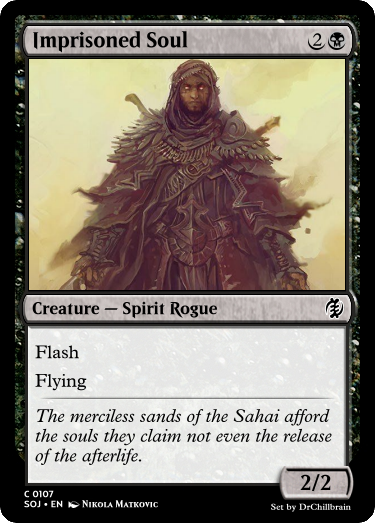 Imprisoned Soul 2
Creature — Spirit Rogue
Flash
Flying
The merciless sands of the Sahai afford
the souls they claim not even the release
of the afterlife.
2/2
C 0107
SOJ • EN Nikola Matkovic
Set by DrChillbrain